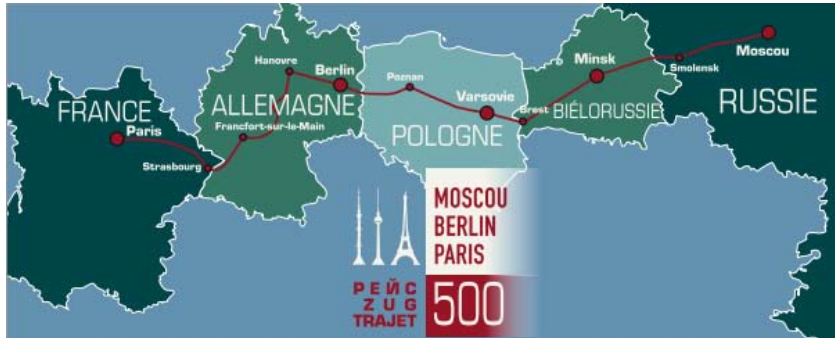 FRANCE
Paris
Strasbourg
ALLEMAGNE
Hanovre
Berlin
Francfort-sur-le-Main
POLOGNE
Poznan
Varsovie
Brest
BIÉLORUSSIE
Minsk
Smolensk
Moscou
RUSSIE
MOSCOU
BERLIN
PARIS
РЕЙС
ZUG
TRAJET
500